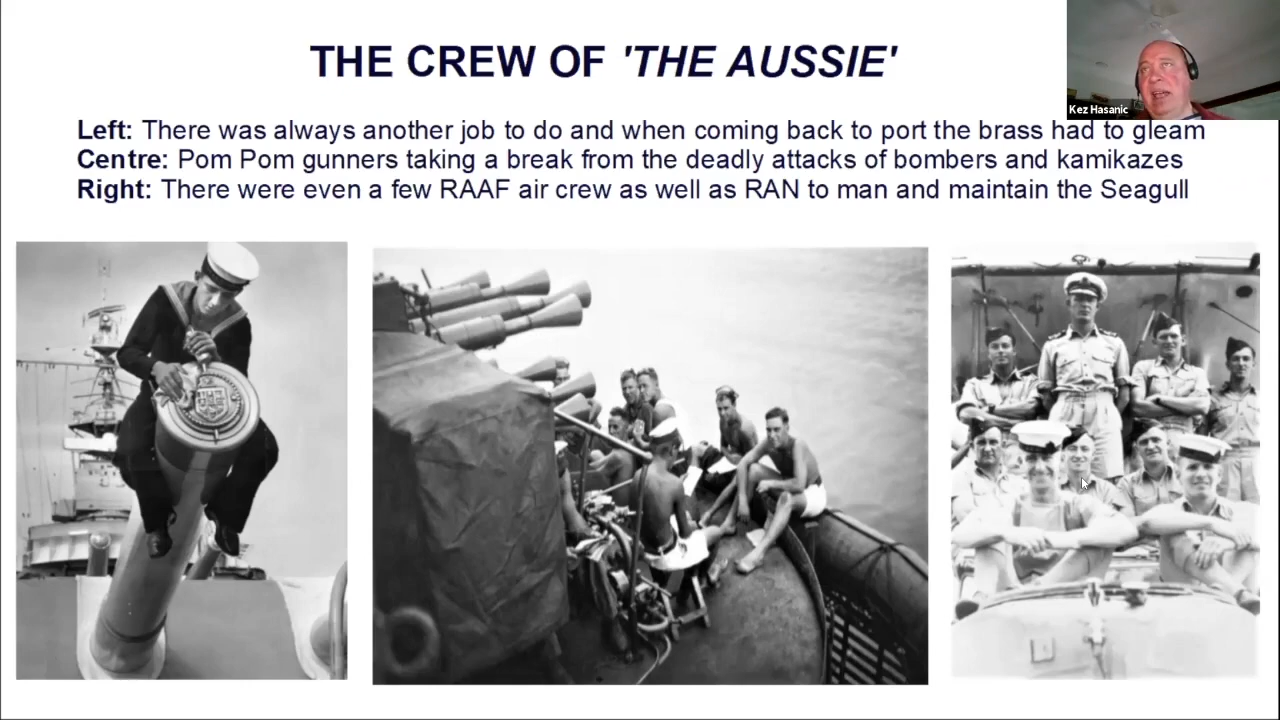 THE CREW OF 'THE AUSSIE'
Kez Hasanic
Left: There was always another job to do and when coming back to port the brass had to gleam
Centre: Pom Pom gunners taking a break from the deadly attacks of bombers and kamikazes
Right: There were even a few RAAF air crew as well as RAN to man and maintain the Seagull